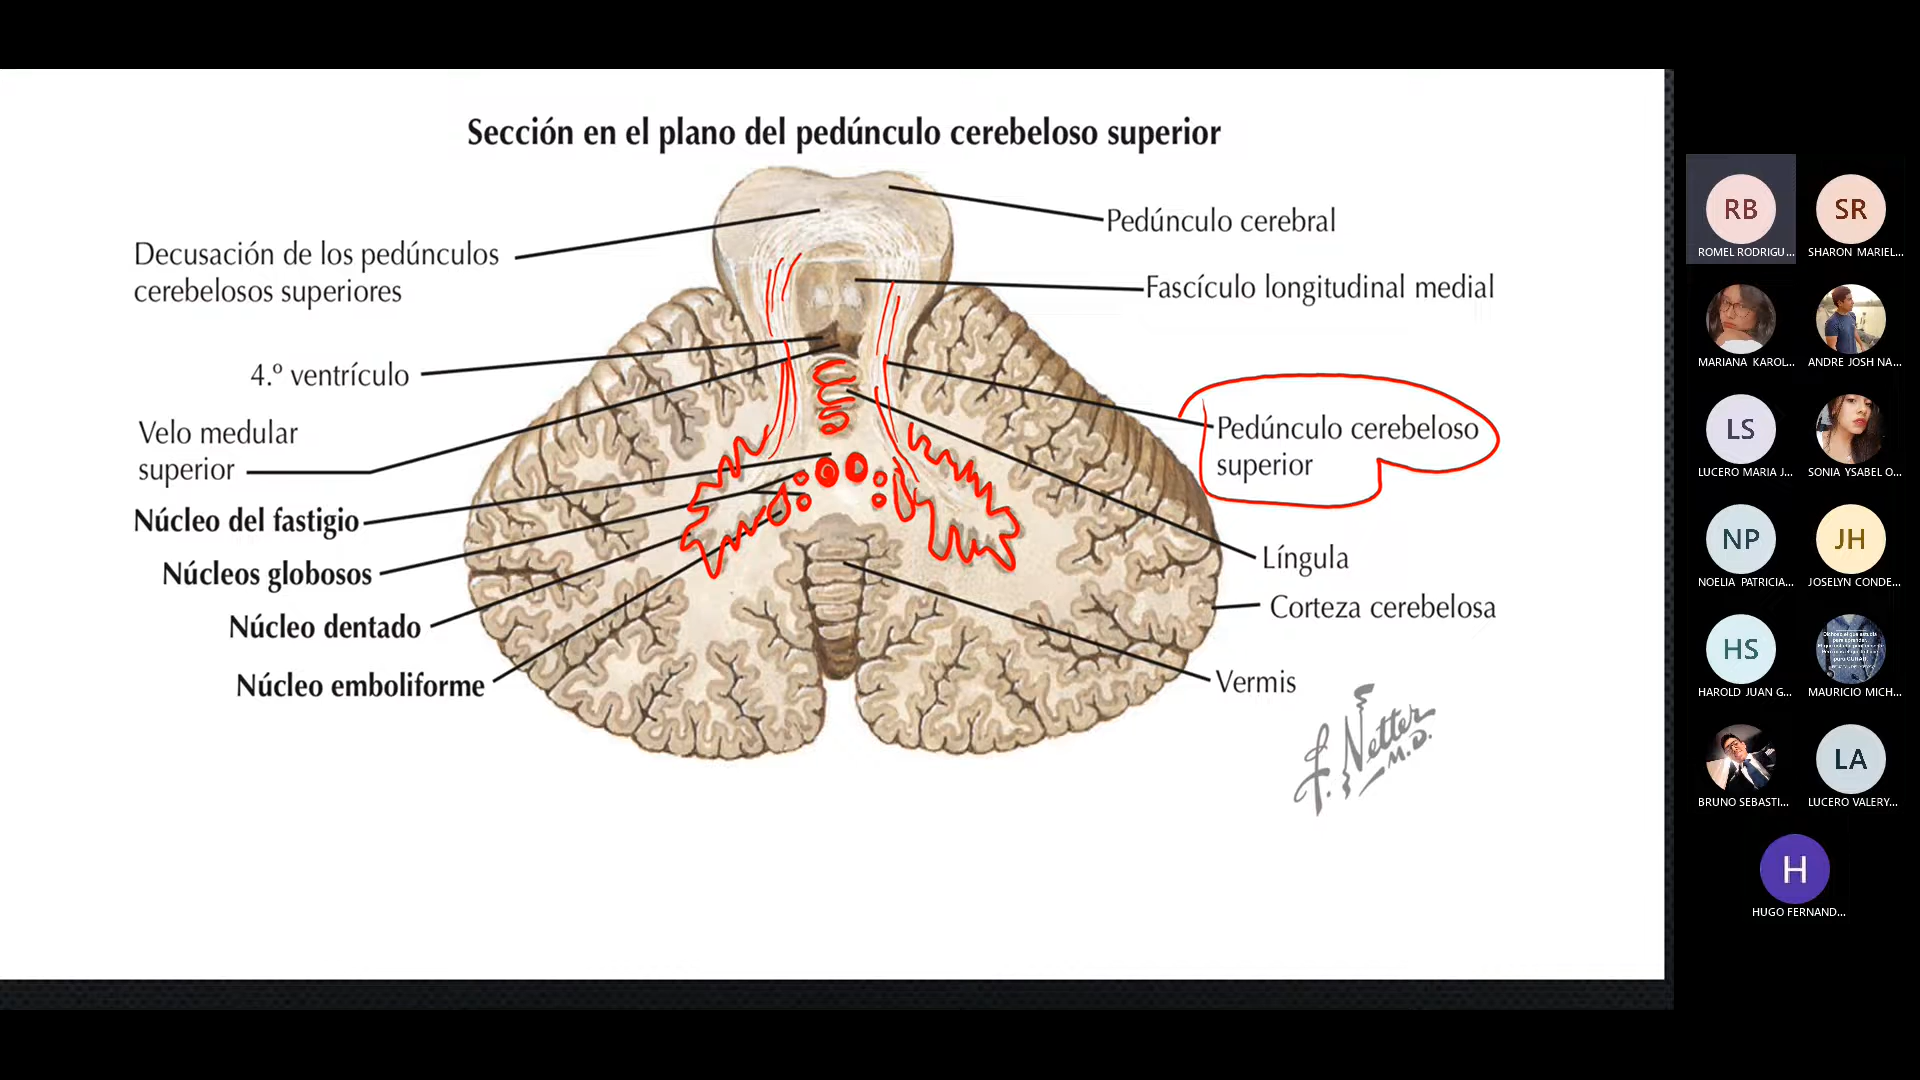 Sección en el plano del pedúnculo cerebeloso superior
Decusación de los pedúnculos
cerebelosos superiores
4.º ventrículo
Velo medular
superior
Núcleo del fastigio
Núcleos globosos
Núcleo dentado
Núcleo emboliforme
Pedúnculo cerebral
Fascículo longitudinal medial
Pedúnculo cerebeloso
superior
Língula
Corteza cerebelosa
Vermis
F. Netter
M.D.
RB
ROMEL RODRIGU...
SR
SHARON MARIEL...
MARIANA KAROL...
ANDRE JOSH NA...
LS
LUCERO MARIA J...
SONIA YSABEL O...
NP
NOELIA PATRICIA...
JH
JOSELYN CONDE...
HS
HAROLD JUAN G...
MAURICIO MICH...
BRUNO SEBASTI...
LA
LUCERO VALERY...
H
HUGO FERNAND...